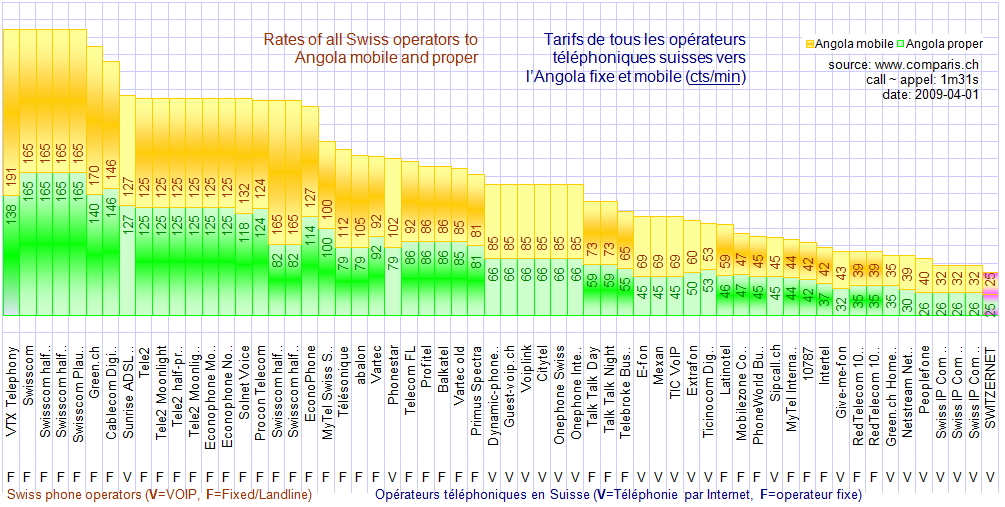 Rates of all Swiss operators to
Angola mobile and proper
Tarifs de tous les opérateurs
téléphoniques suisses vers
l'Angola fixe et mobile (cts/min)
Angola mobile Angola proper
source: www.comparis.ch
call ~ appel: 1m31s
date: 2009-04-01
191 165 165 165 165 170 146 127 125 125 125 125 125 125 132 124 165 165 127 100 112 105 92 102 92 86 86 85 81 85 85 85 85 85 85 73 73 65 69 69 69 60 53 59 47 45 45 44 42 42 43 39 39 35 39 40 32 32 32 25
138 165 165 165 165 140 146 127 125 125 125 125 125 125 118 124 82 82 114 100 79 79 92 79 86 86 86 85 81 66 66 66 66 66 66 59 59 55 45 45 45 50 53 46 47 45 45 44 42 37 32 35 35 35 30 26 26 26 26 25
VTX Telephony
Swisscom
Swisscom half...
Swisscom half...
Swisscom Plau...
Green.ch
Cablecom Digi...
Sunrise ADSL ...
Tele2
Tele2 Moonlight
Tele2 half-pr...
Tele2 Moonlig...
Econophone Mo...
Econophone No...
Solnet Voice
Procon Telecom
Swisscom half...
Swisscom half...
EconoPhone
MyTel Swiss S...
Télésonique
abalon
Vartec
Phonestar
Telecom FL
Profitel
Balkatel
Vartec old
Primus Spectra
Dynamic-phone...
Guest-voip.ch
Voiplink
Citytel
Onephone Swiss
Onephone Inte...
Talk Talk Day
Talk Talk Night
Telebroke Bus...
E-fon
Mexan
TIC VoIP
Extrafon
Ticinocom Dig...
Latinotel
Mobilezone Co...
PhoneWorld Bu...
Sipcall.ch
MyTel Interna...
10787
Intertel
Give-me-fon
RedTelecom 10...
RedTelecom 10...
Green.ch Home...
Netstream Net...
Peoplefone
Swiss IP Com ...
Swiss IP Com ...
Swiss IP Com ...
SWITZERNET
F F F F F F F V F F F F F F F F F F F F F F F V F F F F F V V V V V V F F F V V V V V F F F V F F F V F F V V V V V V V
Swiss phone operators (V=VOIP, F=Fixed/Landline)
Opérateurs téléphoniques en Suisse (V=Téléphonie par Internet, F=operateur fixe)